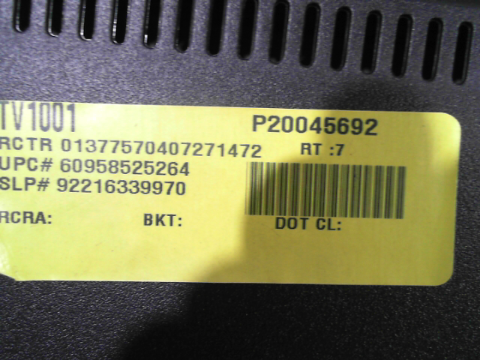 TV1001 P20045692
RCTR 01377570407271472 RT :7
UPC# 60958525264
SLP# 92216339970
RCRA: BKT: DOT CL: